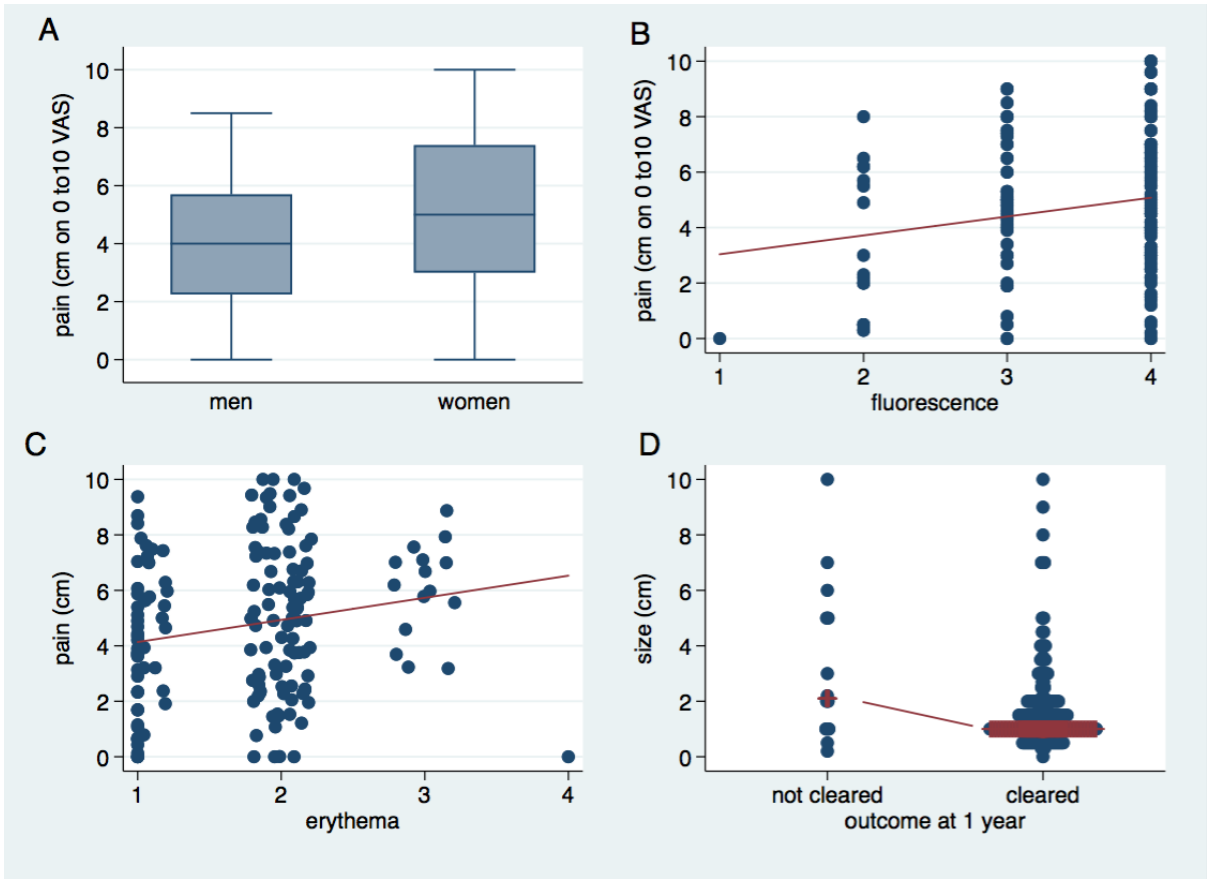 A
pain (cm on 0 to10 VAS)
10
8
6
4
2
0
men women
B
pain (cm on 0 to10 VAS)
10
8
6
4
2
0
1 2 3 4
fluorescence
C
pain (cm)
10
8
6
4
2
0
1 2 3 4
erythema
D
size (cm)
10
8
6
4
2
0
not cleared cleared
outcome at 1 year